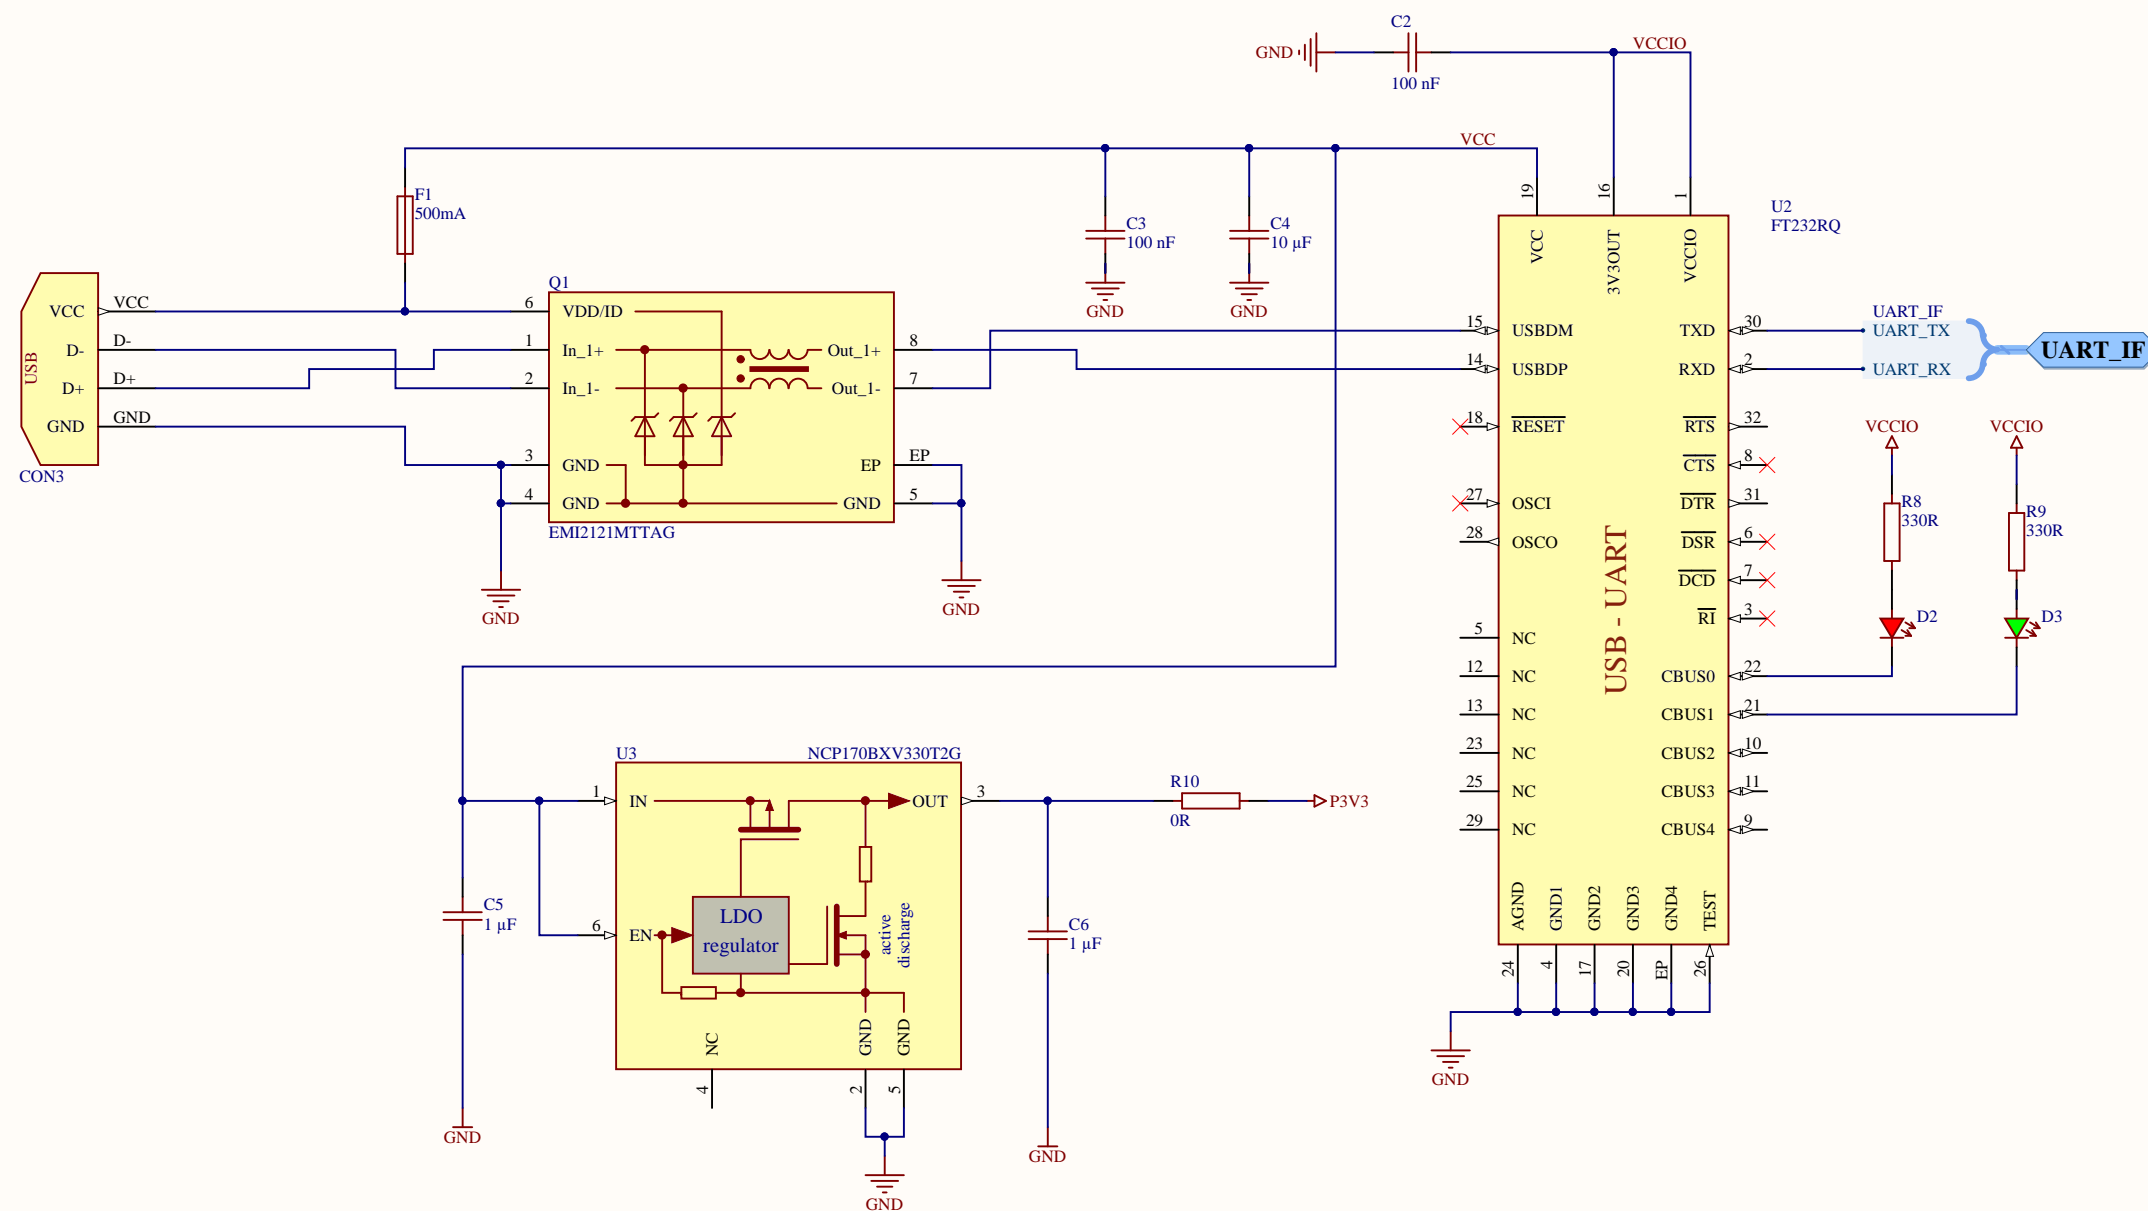 C2
GND
VCCIO
100 nF
VCC
F1
500mA
C3
100 nF
GND
C4
10 µF
GND
USB
VCC
D-
D+
GND
VCC
D-
D+
GND
CON3
Q1
6
1
2
3
4
VDD/ID
In_1+
In_1-
GND
GND
Out_1+
Out_1-
EP
GND
8
7
EP
5
EMI2121MTTAG
GND
GND
U2
FT232RQ
19
16
1
VCC
3V3OUT
VCCIO
15
USBDM
14
USBDP
18
RESET
27
OSCI
28
OSCO
5
NC
12
NC
13
NC
23
NC
25
NC
29
NC
USB - UART
TXD
30
RXD
2
RTS
32
CTS
8
DTR
31
DSR
6
DCD
7
RI
3
CBUS0
22
CBUS1
21
CBUS2
10
CBUS3
11
CBUS4
9
AGND
GND1
GND2
GND3
GND4
TEST
24
4
17
20
EP
26
GND
UART_IF
UART_TX
UART_RX
UART_IF
VCCIO
R8
330R
D2
VCCIO
R9
330R
D3
U3
NCP170BXV330T2G
1
IN
OUT
3
6
EN
LDO
regulator
active
discharge
NC
GND
GND
4
2
5
GND
C5
1 µF
GND
C6
1 µF
GND
R10
0R
P3V3